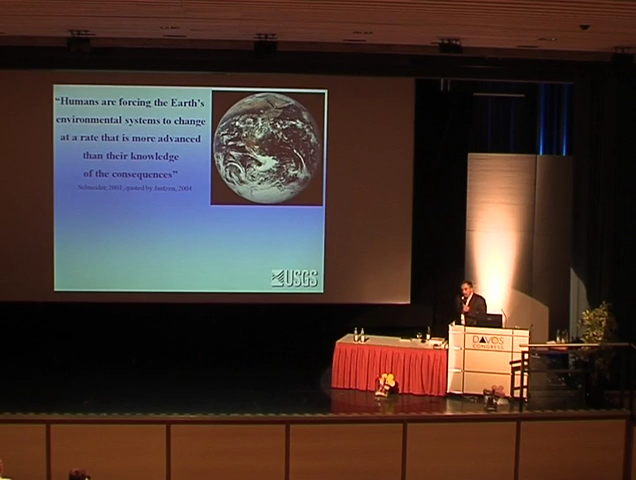 “Humans are forcing the Earth’s
environmental systems to change
at a rate that is more advanced
than their knowledge
of the consequences”
Schneider, 2001, quoted by Jantzen, 2004
USGS
DAVOS
CONGRESS